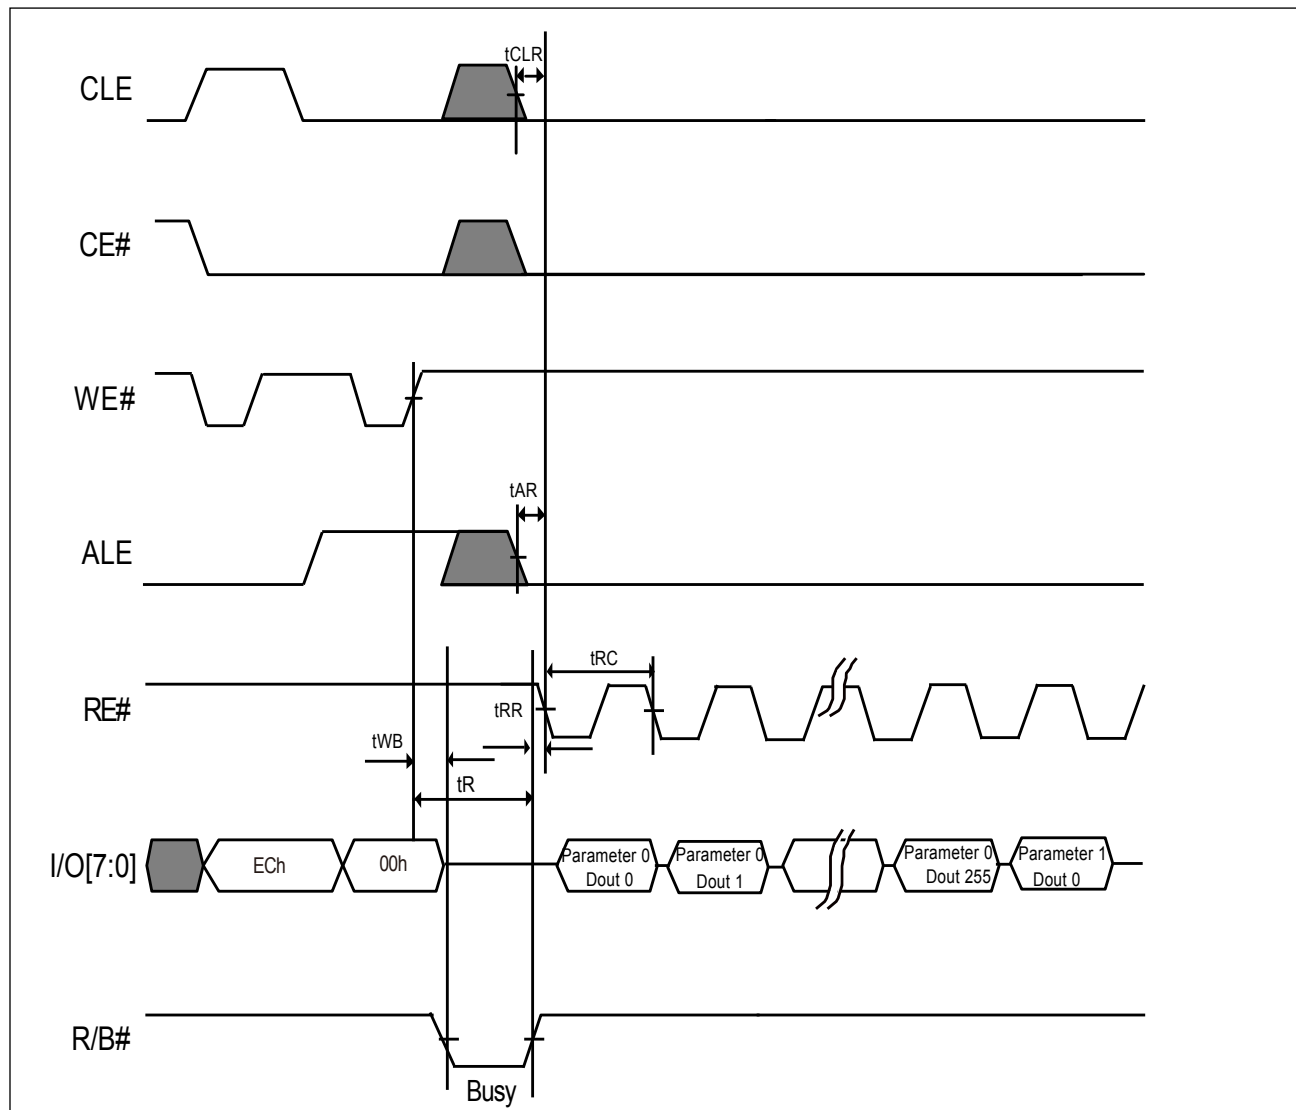 tCLR
CLE
CE#
WE#
tAR
ALE
tRC
RE#
tRR
tWB
tR
I/O[7:0]
ECh
00h
Parameter 0
Dout 0
Parameter 0
Dout 1
Parameter 0
Dout 255
Parameter 1
Dout 0
R/B#
Busy